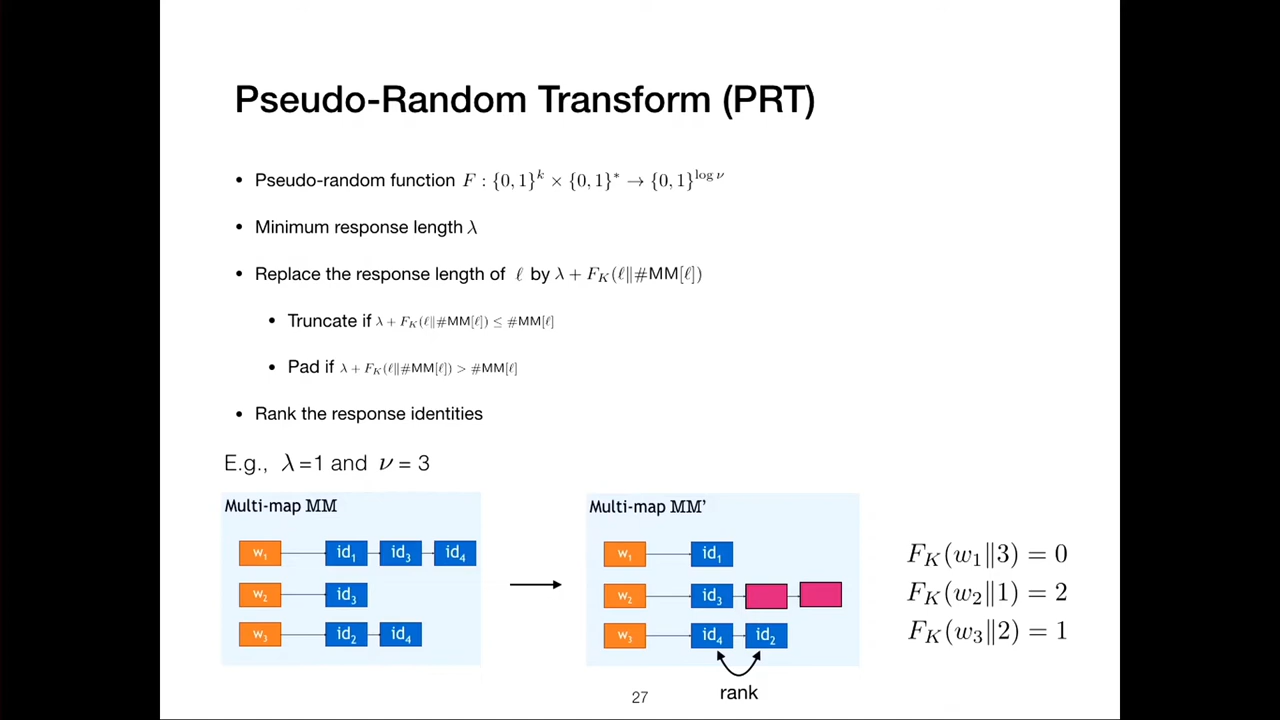 Pseudo-Random Transform (PRT)
• Pseudo-random function F : {0, 1}^k × {0, 1}^* → {0, 1}^{log ν}
• Minimum response length λ
• Replace the response length of ℓ by λ + F_K(ℓ‖#MM[ℓ])
• Truncate if λ + F_K(ℓ‖#MM[ℓ]) ≤ #MM[ℓ]
• Pad if λ + F_K(ℓ‖#MM[ℓ]) > #MM[ℓ]
• Rank the response identities
E.g., λ =1 and ν = 3
Multi-map MM
w₁ id₁ id₃ id₄
w₂ id₃
w₃ id₂ id₄
Multi-map MM’
w₁ id₁
w₂ id₃
w₃ id₄ id₂
rank
F_K(w₁‖3) = 0
F_K(w₂‖1) = 2
F_K(w₃‖2) = 1
27